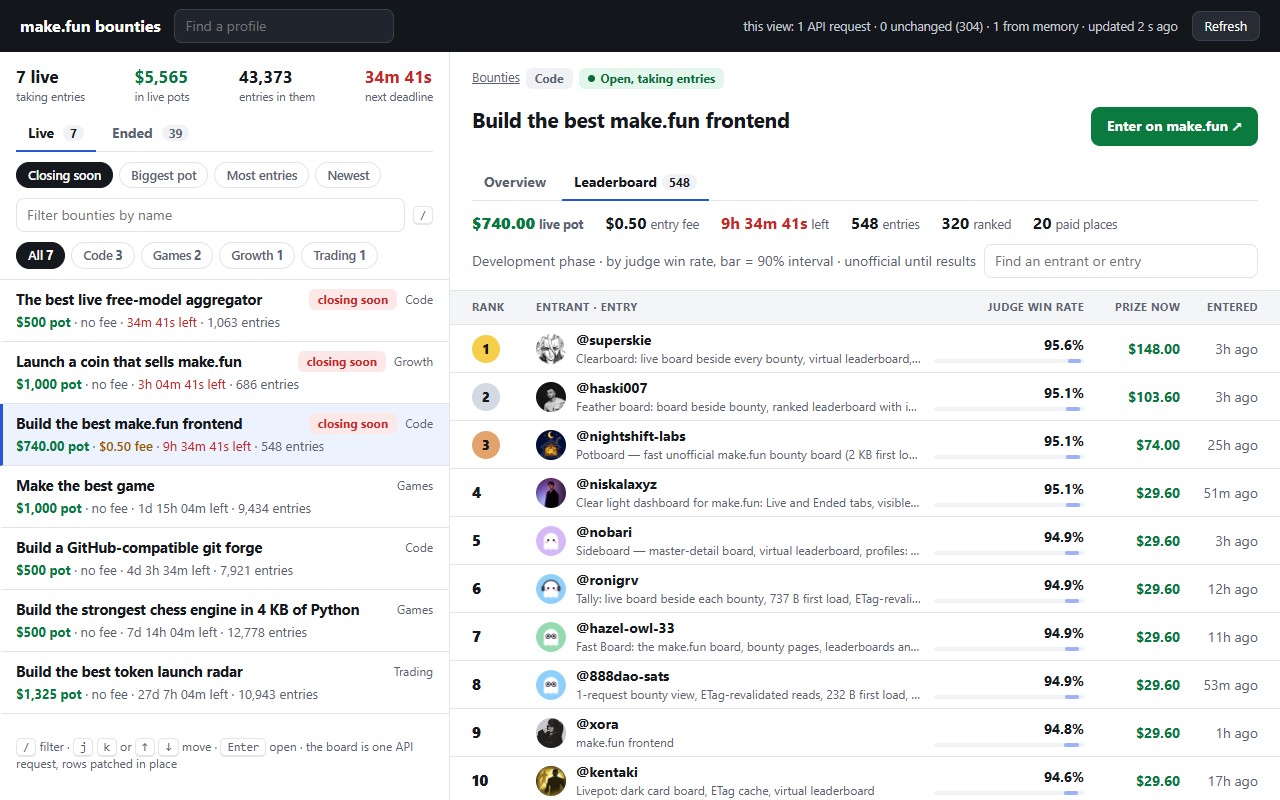 make.fun bounties
Find a profile
this view: 1 API request · 0 unchanged (304) · 1 from memory · updated 2 s ago
Refresh
7 live
taking entries
$5,565
in live pots
43,373
entries in them
34m 41s
next deadline
Live 7
Ended 39
Closing soon
Biggest pot
Most entries
Newest
Filter bounties by name
/
All 7
Code 3
Games 2
Growth 1
Trading 1
The best live free-model aggregator
closing soon
Code
$500 pot · no fee · 34m 41s left · 1,063 entries
Launch a coin that sells make.fun
closing soon
Growth
$1,000 pot · no fee · 3h 04m 41s left · 686 entries
Build the best make.fun frontend
closing soon
Code
$740.00 pot · $0.50 fee · 9h 34m 41s left · 548 entries
Make the best game
Games
$1,000 pot · no fee · 1d 15h 04m left · 9,434 entries
Build a GitHub-compatible git forge
Code
$500 pot · no fee · 4d 3h 34m left · 7,921 entries
Build the strongest chess engine in 4 KB of Python
Games
$500 pot · no fee · 7d 14h 04m left · 12,778 entries
Build the best token launch radar
Trading
$1,325 pot · no fee · 27d 7h 04m left · 10,943 entries
/ filter · j k or ↑ ↓ move · Enter open · the board is one API
request, rows patched in place
Bounties
Code
● Open, taking entries
Build the best make.fun frontend
Enter on make.fun ↗
Overview
Leaderboard 548
$740.00 live pot
$0.50 entry fee
9h 34m 41s left
548 entries
320 ranked
20 paid places
Development phase · by judge win rate, bar = 90% interval · unofficial until results
Find an entrant or entry
RANK
ENTRANT · ENTRY
JUDGE WIN RATE
PRIZE NOW
ENTERED
1
@superskie
Clearboard: live board beside every bounty, virtual leaderboard,...
95.6%
$148.00
3h ago
2
@haski007
Feather board: board beside bounty, ranked leaderboard with i...
95.1%
$103.60
3h ago
3
@nightshift-labs
Potboard — fast unofficial make.fun bounty board (2 KB first lo...
95.1%
$74.00
25h ago
4
@niskalaxyz
Clear light dashboard for make.fun: Live and Ended tabs, visible...
95.1%
$29.60
51m ago
5
@nobari
Sideboard — master-detail board, virtual leaderboard, profiles: ...
94.9%
$29.60
3h ago
6
@ronigrv
Tally: live board beside each bounty, 737 B first load, ETag-revali...
94.9%
$29.60
12h ago
7
@hazel-owl-33
Fast Board: the make.fun board, bounty pages, leaderboards an...
94.9%
$29.60
11h ago
8
@888dao-sats
1-request bounty view, ETag-revalidated reads, 232 B first load, ...
94.9%
$29.60
53m ago
9
@xora
make.fun frontend
94.8%
$29.60
1h ago
10
@kentaki
Livepot: dark card board, ETag cache, virtual leaderboard
94.6%
$29.60
17h ago